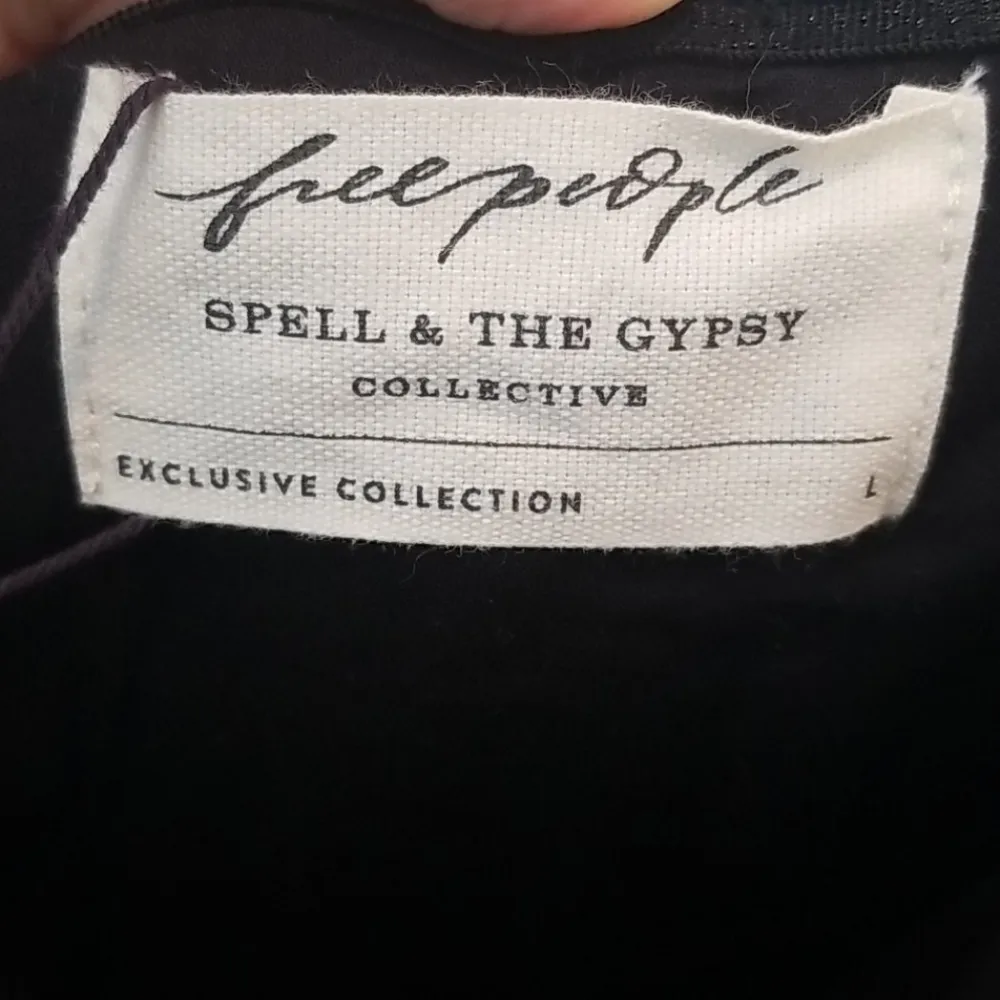 free people
SPELL & THE GYPSY
COLLECTIVE
EXCLUSIVE COLLECTION L